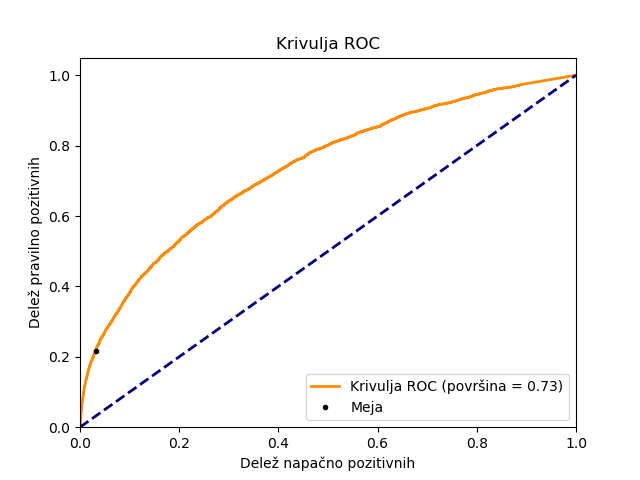 Krivulja ROC
Delež pravilno pozitivnih
1.0
0.8
0.6
0.4
0.2
0.0
Krivulja ROC (površina = 0.73)
Meja
0.0 0.2 0.4 0.6 0.8 1.0
Delež napačno pozitivnih